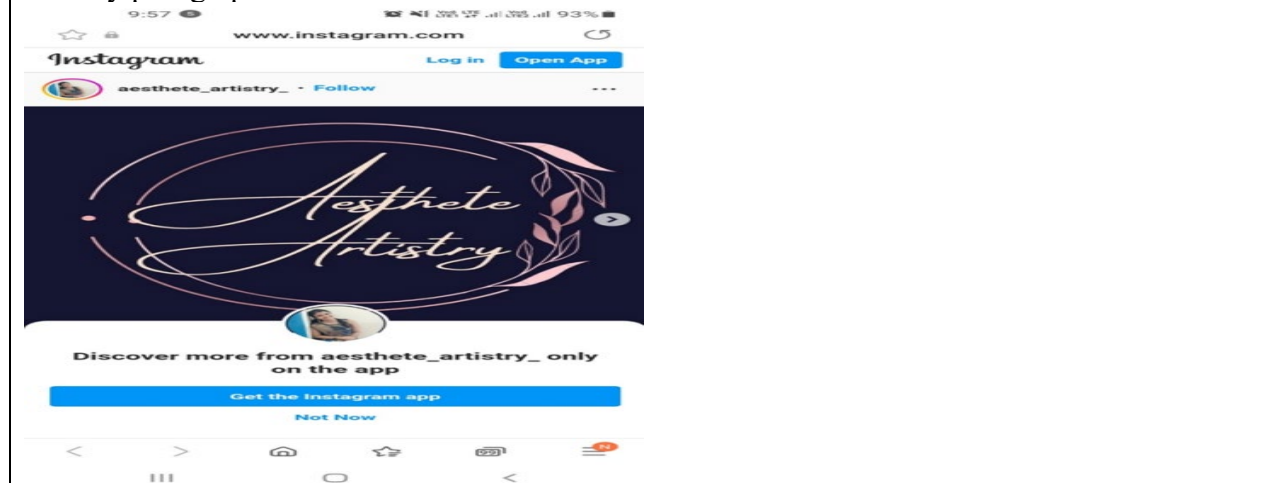 9:57 93%
www.instagram.com
Instagram Log in Open App
aesthete_artistry_ • Follow
Aesthete
Artistry
Discover more from aesthete_artistry_ only
on the app
Get the Instagram app
Not Now
99
N